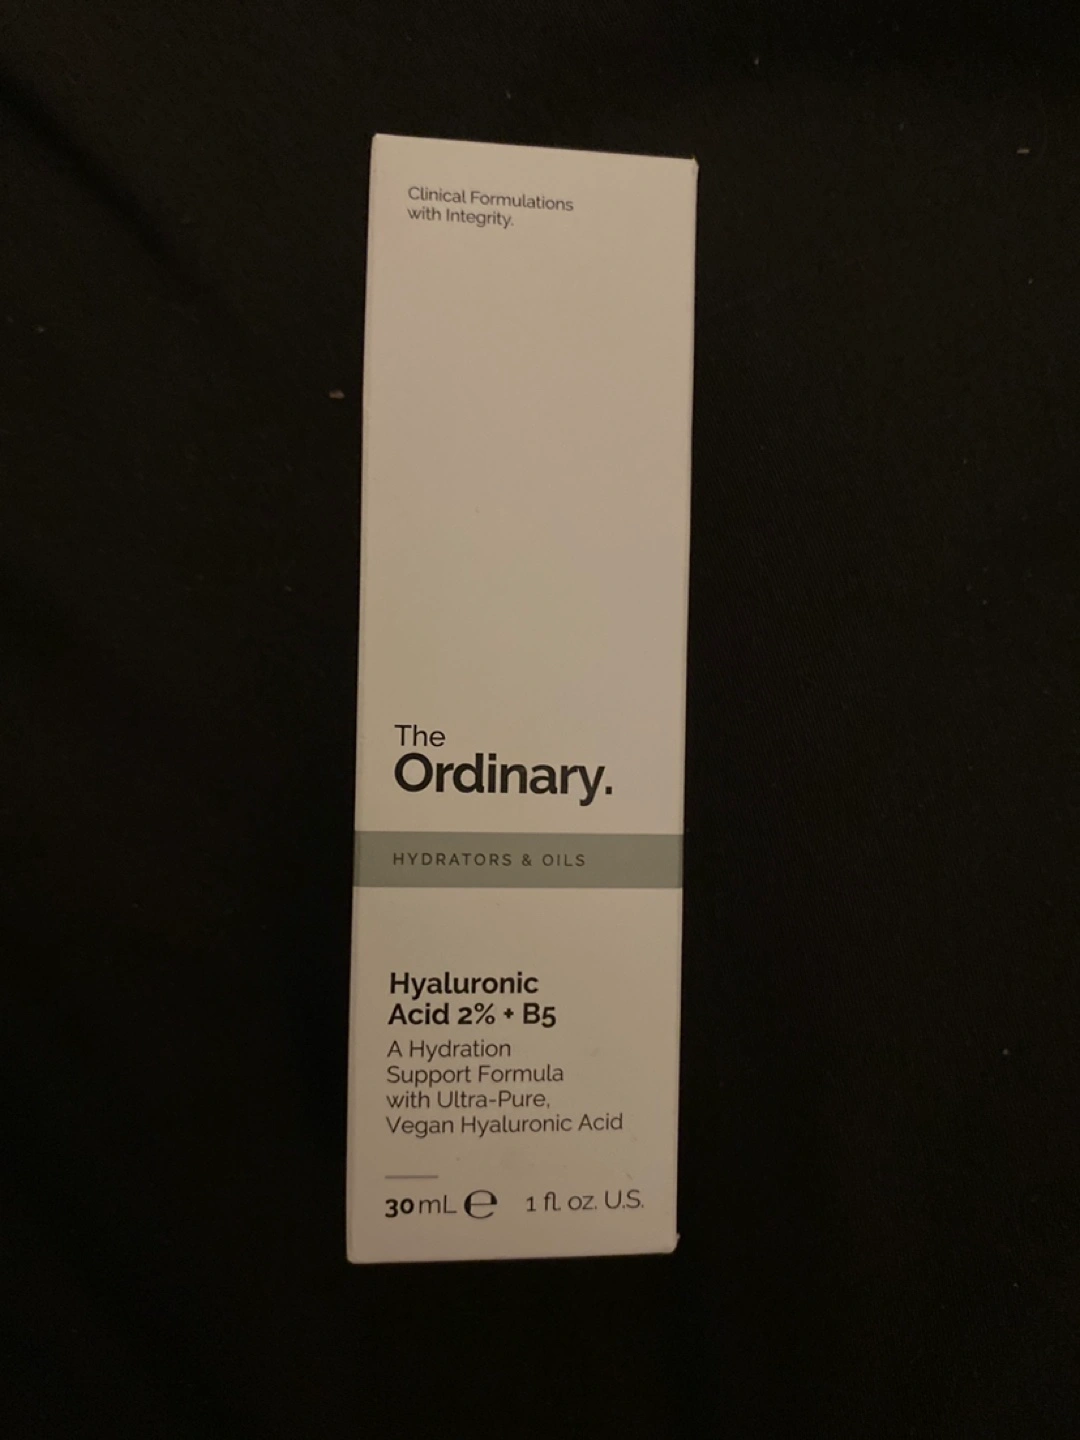 Clinical Formulations
with Integrity.
The
Ordinary.
HYDRATORS & OILS
Hyaluronic
Acid 2% + B5
A Hydration
Support Formula
with Ultra-Pure,
Vegan Hyaluronic Acid
30 mL ℮ 1 fl. oz. U.S.